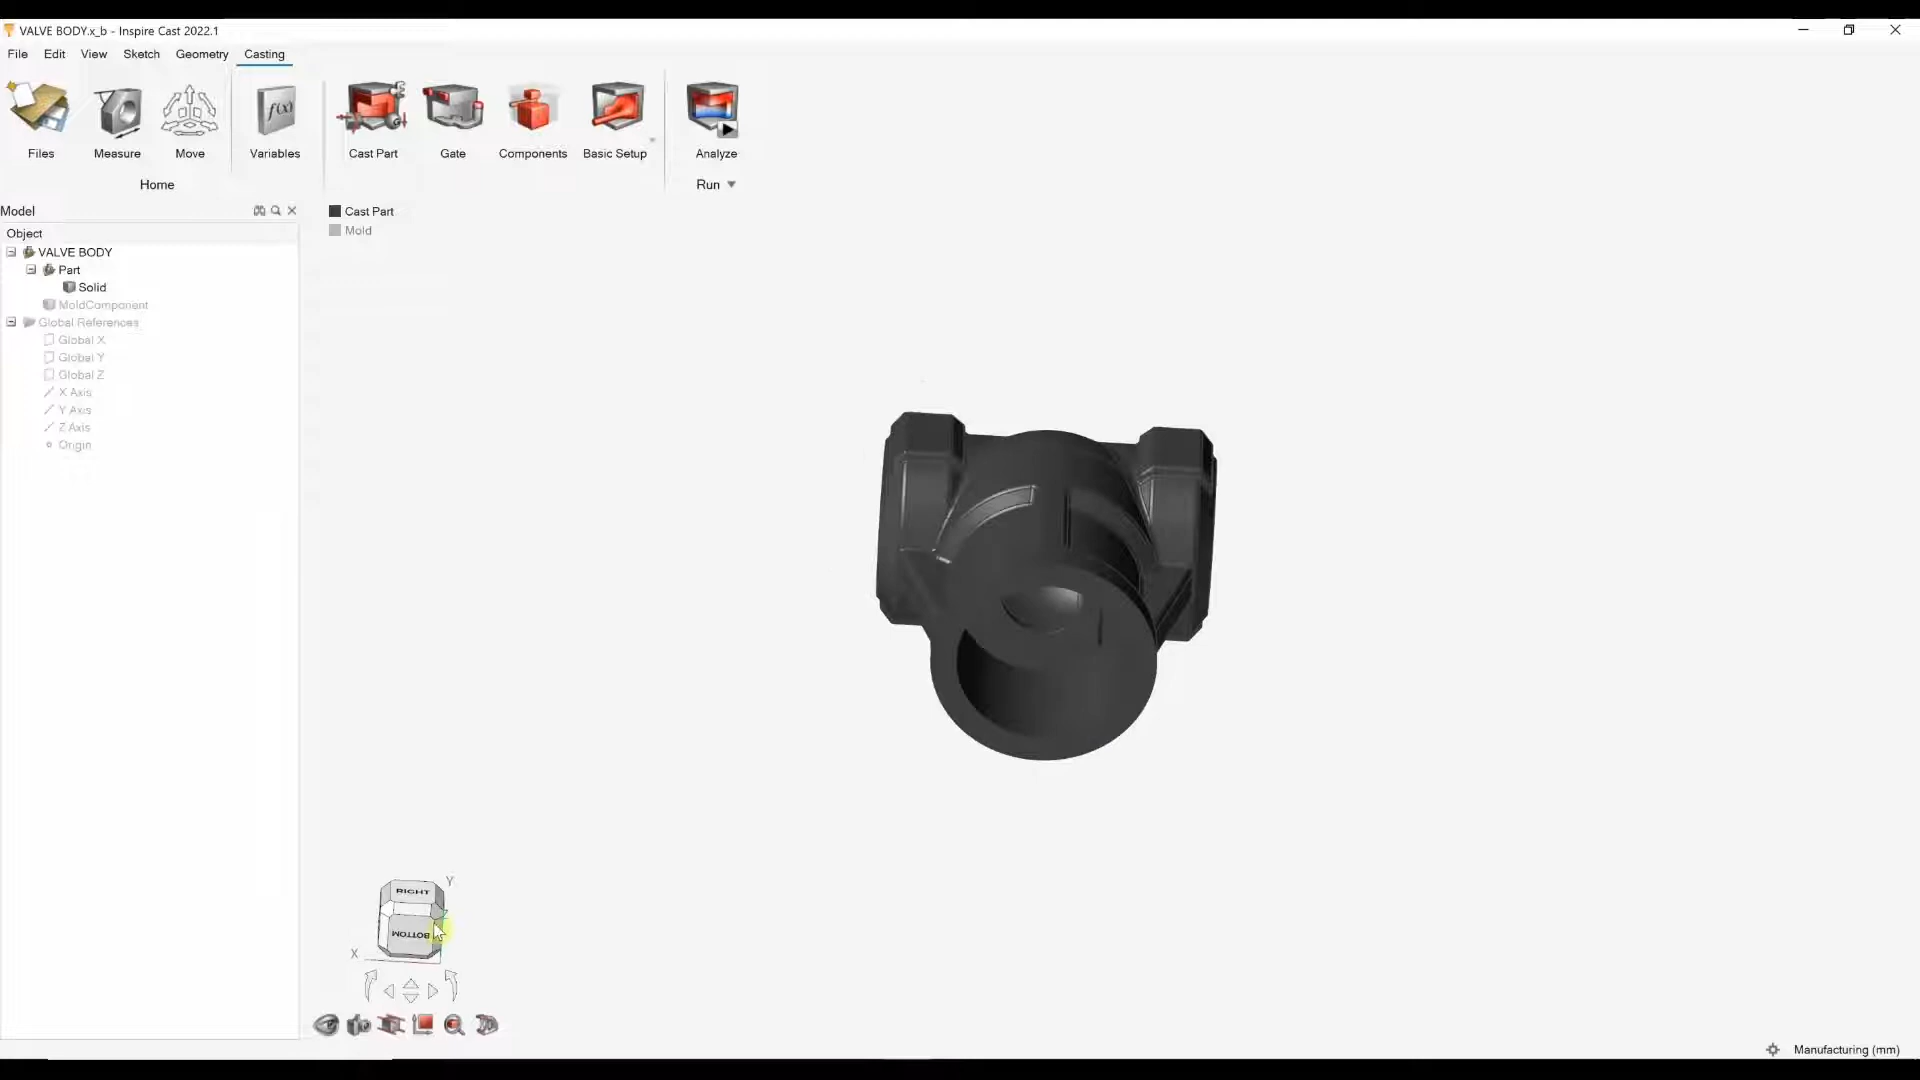 VALVE BODY.x_b - Inspire Cast 2022.1
File Edit View Sketch Geometry Casting
f(x)
G
Files Measure Move Variables Cast Part Gate Components Basic Setup Analyze
Home Run
Model
Cast Part
Mold
Object
VALVE BODY
Part
Solid
MoldComponent
Global References
Global X
Global Y
Global Z
X Axis
Y Axis
Z Axis
Origin
Y
RIGHT
Z
BOTTOM
X
Manufacturing (mm)